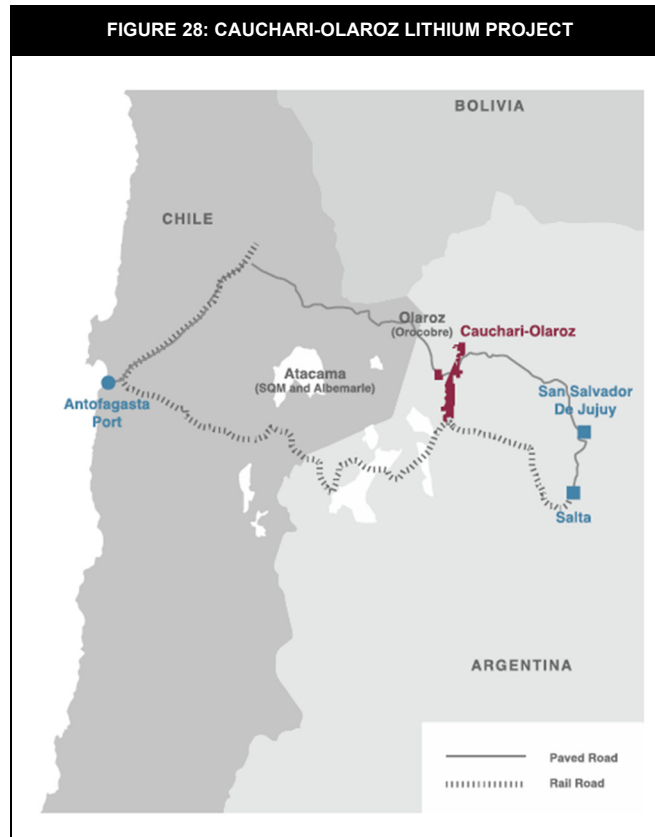 FIGURE 28: CAUCHARI-OLAROZ LITHIUM PROJECT
BOLIVIA
CHILE
Olaroz
(Orocobre)
Cauchari-Olaroz
Atacama
(SQM and Albemarle)
Antofagasta
Port
San Salvador
De Jujuy
Salta
ARGENTINA
Paved Road
Rail Road